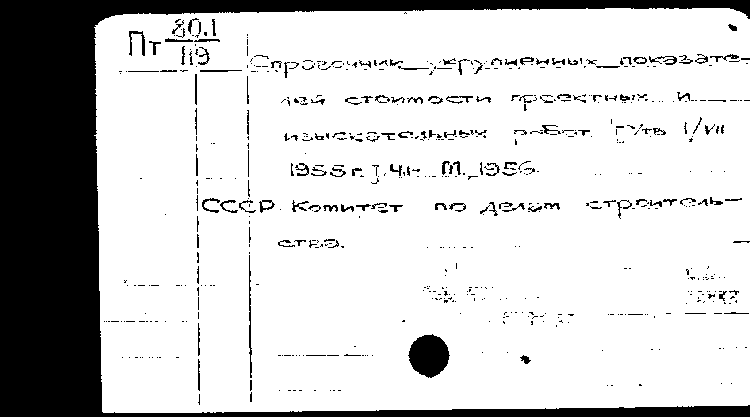 Пт 80.1
119
Справочник укрупненных показате-
лей стоимости проектных и
изыскательных работ [Утв 1/VII
1955 г.] Ч.1- М. 1956.
СССР Комитет по делам строитель-
ства.